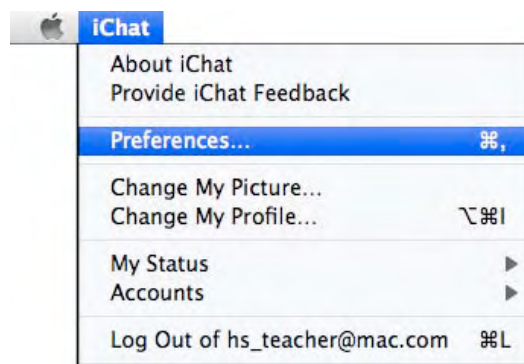 iChat
About iChat
Provide iChat Feedback
Preferences... ⌘,
Change My Picture...
Change My Profile... ⌥⌘I
My Status
Accounts
Log Out of hs_teacher@mac.com ⌘L